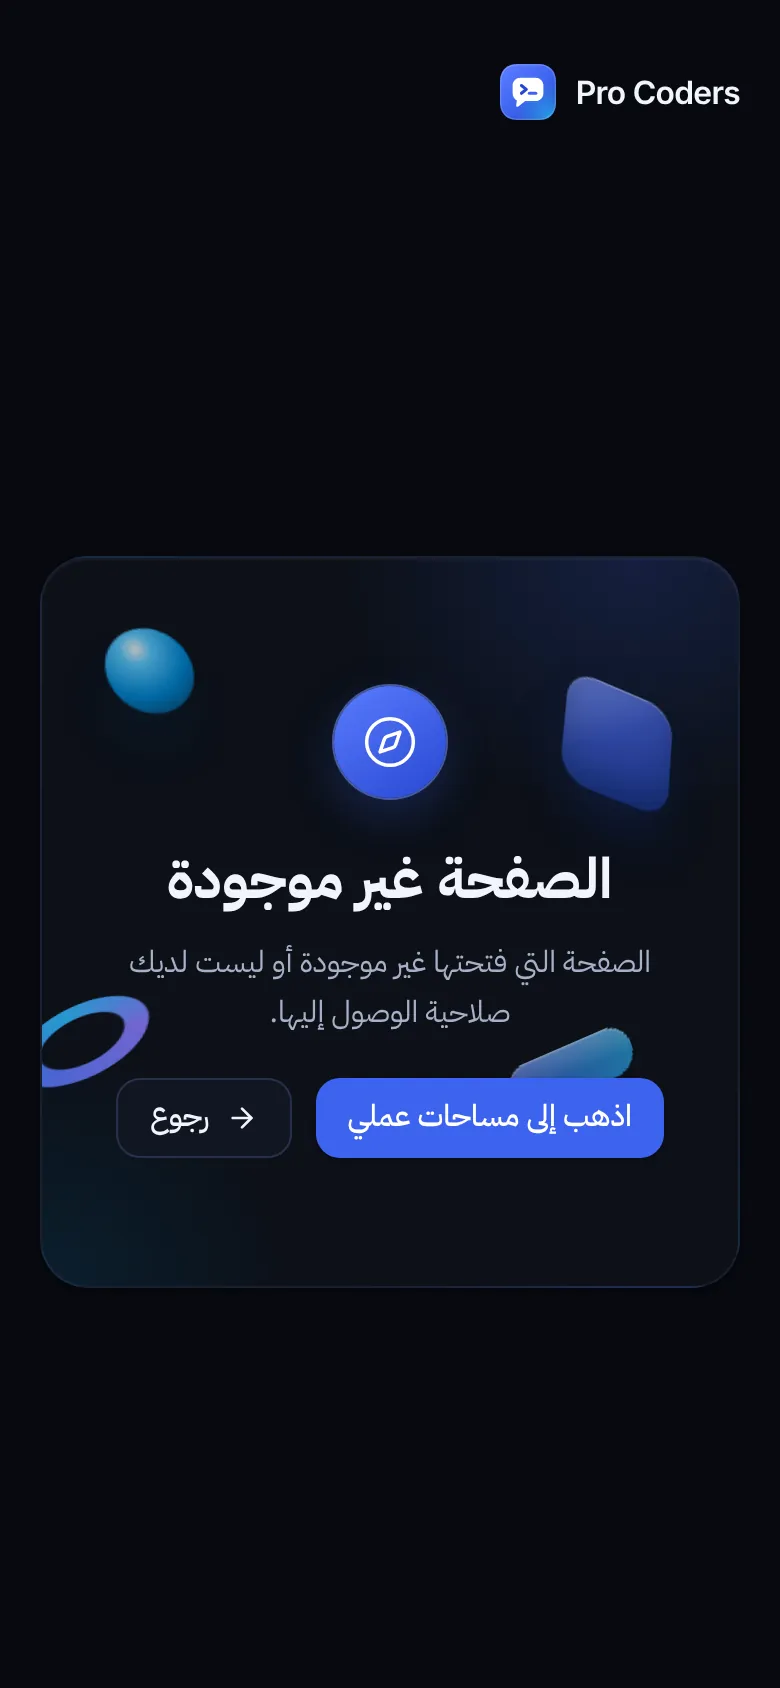 Pro Coders
الصفحة غير موجودة
الصفحة التي فتحتها غير موجودة أو ليست لديك
صلاحية الوصول إليها.
اذهب إلى مساحات عملي
رجوع